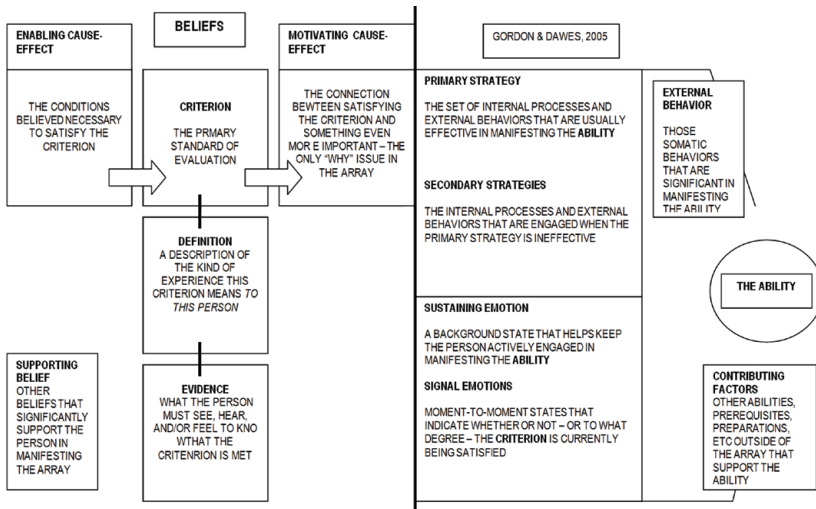 BELIEFS
ENABLING CAUSE-
EFFECT
THE CONDITIONS
BELIEVED NECESSARY
TO SATISFY THE
CRITERION
CRITERION
THE PRMARY
STANDARD OF
EVALUATION
MOTIVATING CAUSE-
EFFECT
THE CONNECTION
BEWTEEN SATISFYING
THE CRITERION AND
SOMETHING EVEN
MOR E IMPORTANT – THE
ONLY "WHY" ISSUE IN
THE ARRAY
DEFINITION
A DESCRIPTION OF
THE KIND OF
EXPERIENCE THIS
CRITERION MEANS TO
THIS PERSON
SUPPORTING
BELIEF
OTHER
BELIEFS THAT
SIGNIFICANTLY
SUPPORT THE
PERSON IN
MANIFESTING
THE ARRAY
EVIDENCE
WHAT THE PERSON
MUST SEE, HEAR,
AND/OR FEEL TO KNO
WTHAT THE
CRITENRION IS MET
GORDON & DAWES, 2005
PRIMARY STRATEGY
THE SET OF INTERNAL PROCESSES AND
EXTERNAL BEHAVIORS THAT ARE USUALLY
EFFECTIVE IN MANIFESTING THE ABILITY
SECONDARY STRATEGIES
THE INTERNAL PROCESSES AND EXTERNAL
BEHAVIORS THAT ARE ENGAGED WHEN THE
PRIMARY STRATEGY IS INEFFECTIVE
SUSTAINING EMOTION
A BACKGROUND STATE THAT HELPS KEEP
THE PERSON ACTIVELY ENGAGED IN
MANIFESTING THE ABILITY
SIGNAL EMOTIONS
MOMENT-TO-MOMENT STATES THAT
INDICATE WHETHER OR NOT – OR TO WHAT
DEGREE – THE CRITERION IS CURRENTLY
BEING SATISFIED
EXTERNAL
BEHAVIOR
THOSE
SOMATIC
BEHAVIORS
THAT ARE
SIGNIFICANT IN
MANIFESTING
THE ABILITY
THE ABILITY
CONTRIBUTING
FACTORS
OTHER ABILITIES,
PREREQUISITES,
PREPARATIONS,
ETC OUTSIDE OF
THE ARRAY THAT
SUPPORT THE
ABILITY